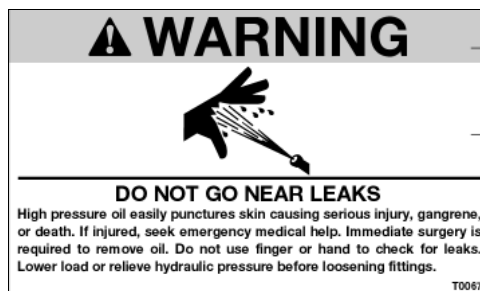 WARNING
DO NOT GO NEAR LEAKS
High pressure oil easily punctures skin causing serious injury, gangrene,
or death. If injured, seek emergency medical help. Immediate surgery is
required to remove oil. Do not use finger or hand to check for leaks.
Lower load or relieve hydraulic pressure before loosening fittings.
T0067